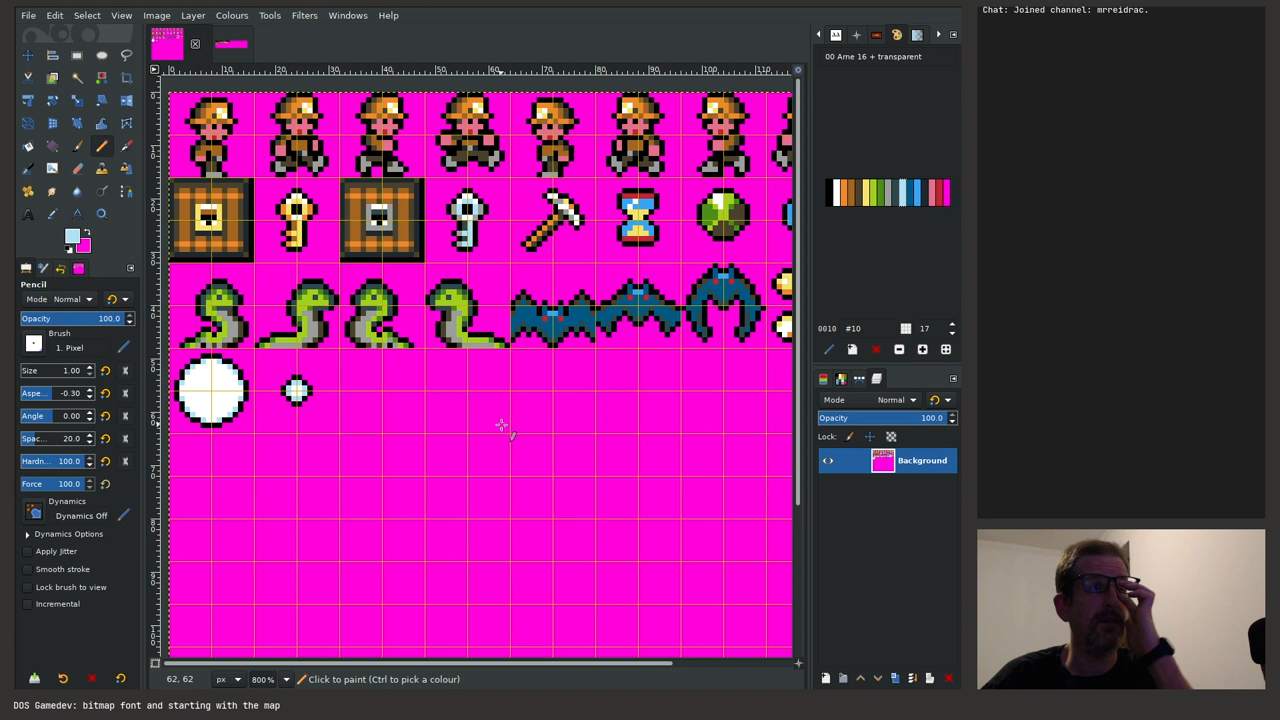 File Edit Select View Image Layer Colours Tools Filters Windows Help
Chat: Joined channel: mrreidrac.
00 Ame 16 + transparent
Pencil
Mode Normal
Opacity 100.0
Brush
1. Pixel
Size 1.00
Aspe... -0.30
Angle 0.00
Spac... 20.0
Hardn... 100.0
Force 100.0
Dynamics
Dynamics Off
Dynamics Options
Apply Jitter
Smooth stroke
Lock brush to view
Incremental
0010 #10 17
Mode Normal
Opacity 100.0
Lock:
Background
62, 62 px 800% Click to paint (Ctrl to pick a colour)
DOS Gamedev: bitmap font and starting with the map